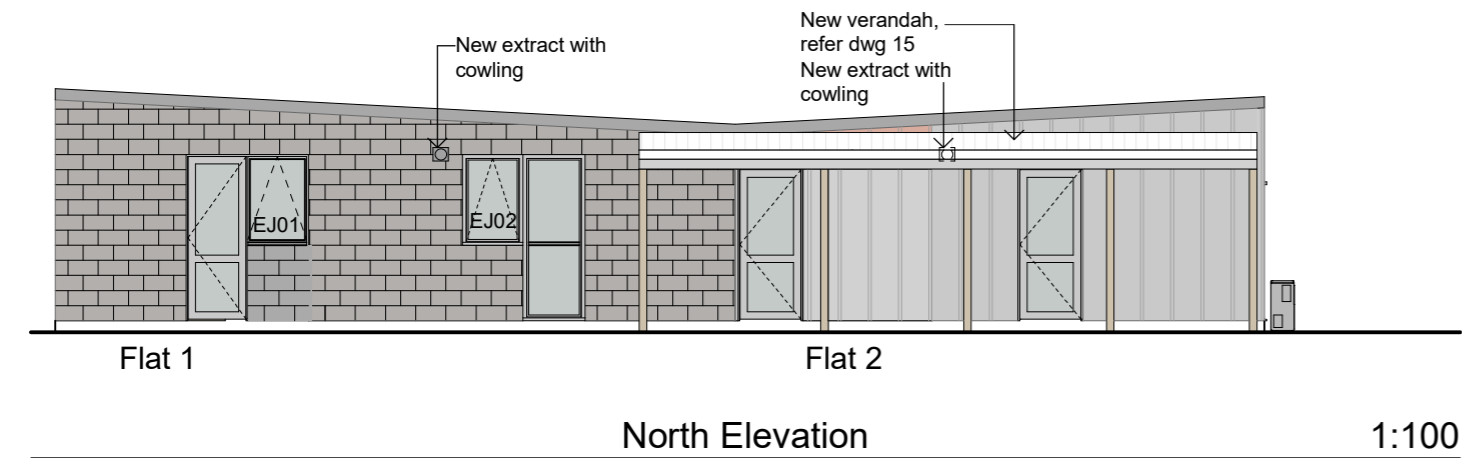 New extract with
cowling
New verandah,
refer dwg 15
New extract with
cowling
EJ01
EJ02
Flat 1
Flat 2
North Elevation
1:100